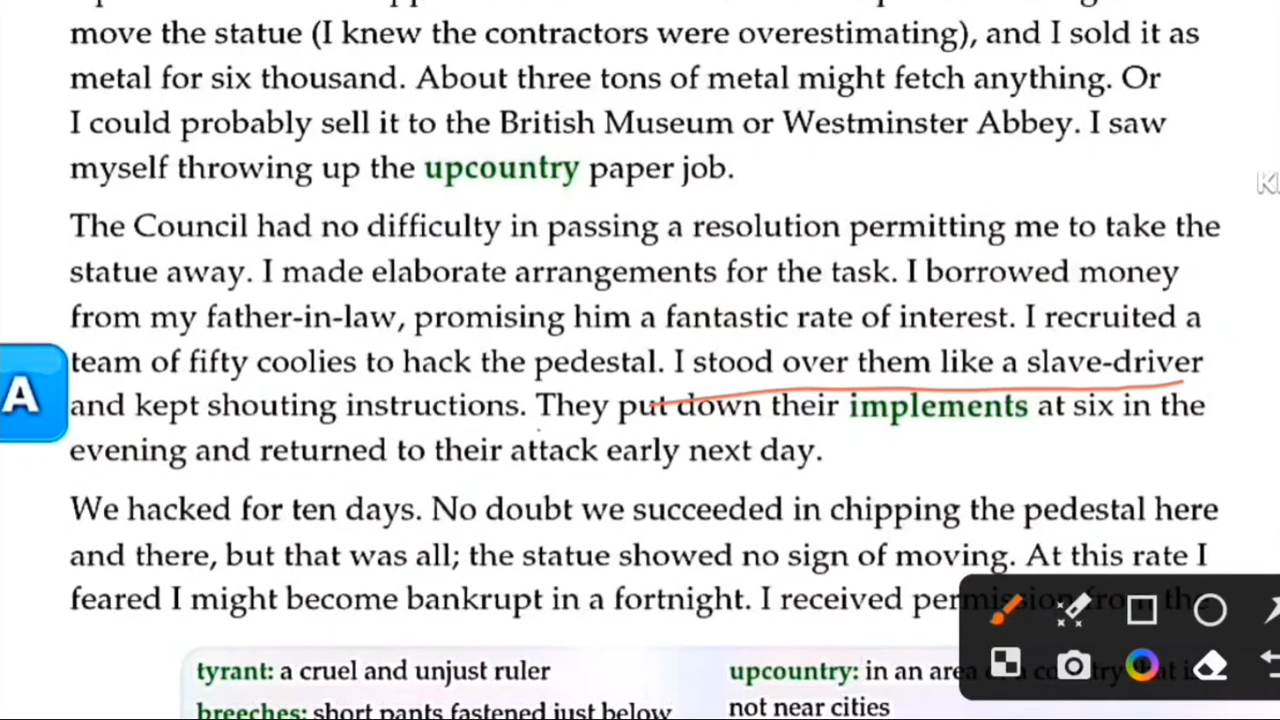 move the statue (I knew the contractors were overestimating), and I sold it as
metal for six thousand. About three tons of metal might fetch anything. Or
I could probably sell it to the British Museum or Westminster Abbey. I saw
myself throwing up the upcountry paper job.
The Council had no difficulty in passing a resolution permitting me to take the
statue away. I made elaborate arrangements for the task. I borrowed money
from my father-in-law, promising him a fantastic rate of interest. I recruited a
team of fifty coolies to hack the pedestal. I stood over them like a slave-driver
A
and kept shouting instructions. They put down their implements at six in the
evening and returned to their attack early next day.
We hacked for ten days. No doubt we succeeded in chipping the pedestal here
and there, but that was all; the statue showed no sign of moving. At this rate I
feared I might become bankrupt in a fortnight. I received permission from the
tyrant: a cruel and unjust ruler
breeches: short pants fastened just below
upcountry: in an area of a country that is
not near cities